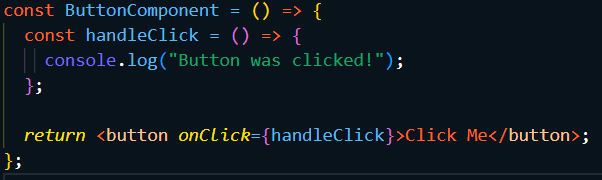 const ButtonComponent = () => {
  const handleClick = () => {
    console.log("Button was clicked!");
  };

  return <button onClick={handleClick}>Click Me</button>;
};